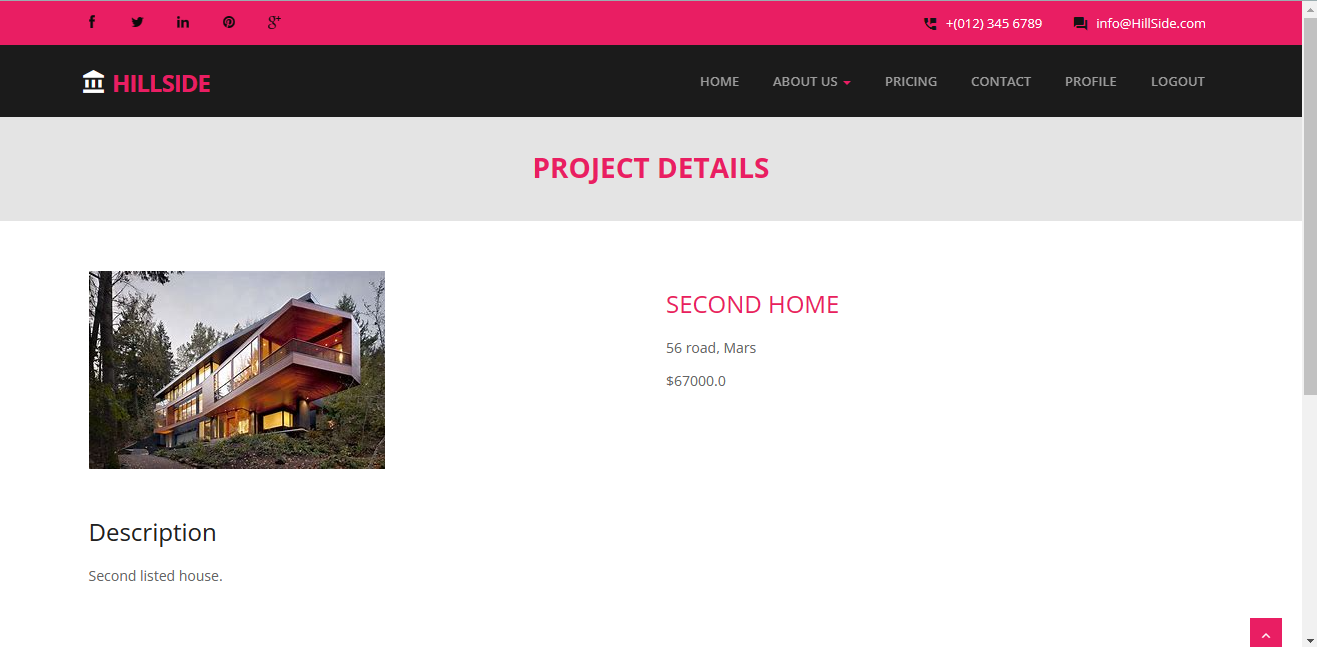 +(012) 345 6789 info@HillSide.com
HILLSIDE HOME ABOUT US PRICING CONTACT PROFILE LOGOUT
PROJECT DETAILS
SECOND HOME
56 road, Mars
$67000.0
Description
Second listed house.